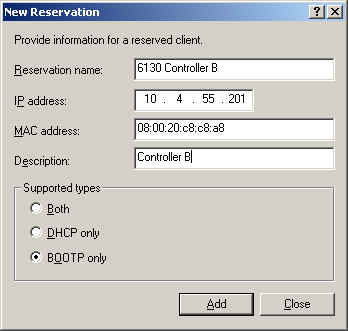 New Reservation
Provide information for a reserved client.
Reservation name: 6130 Controller B
IP address: 10 . 4 . 55 . 201
MAC address: 08:00:20:c8:c8:a8
Description: Controller B
Supported types
Both
DHCP only
BOOTP only
Add Close